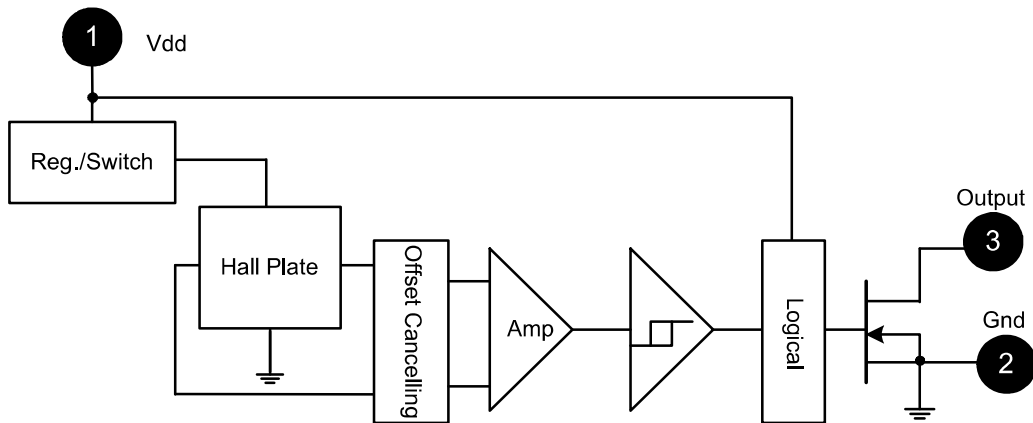 1
Vdd
Reg./Switch
Hall Plate
Offset Cancelling
Amp
Logical
Output
3
Gnd
2